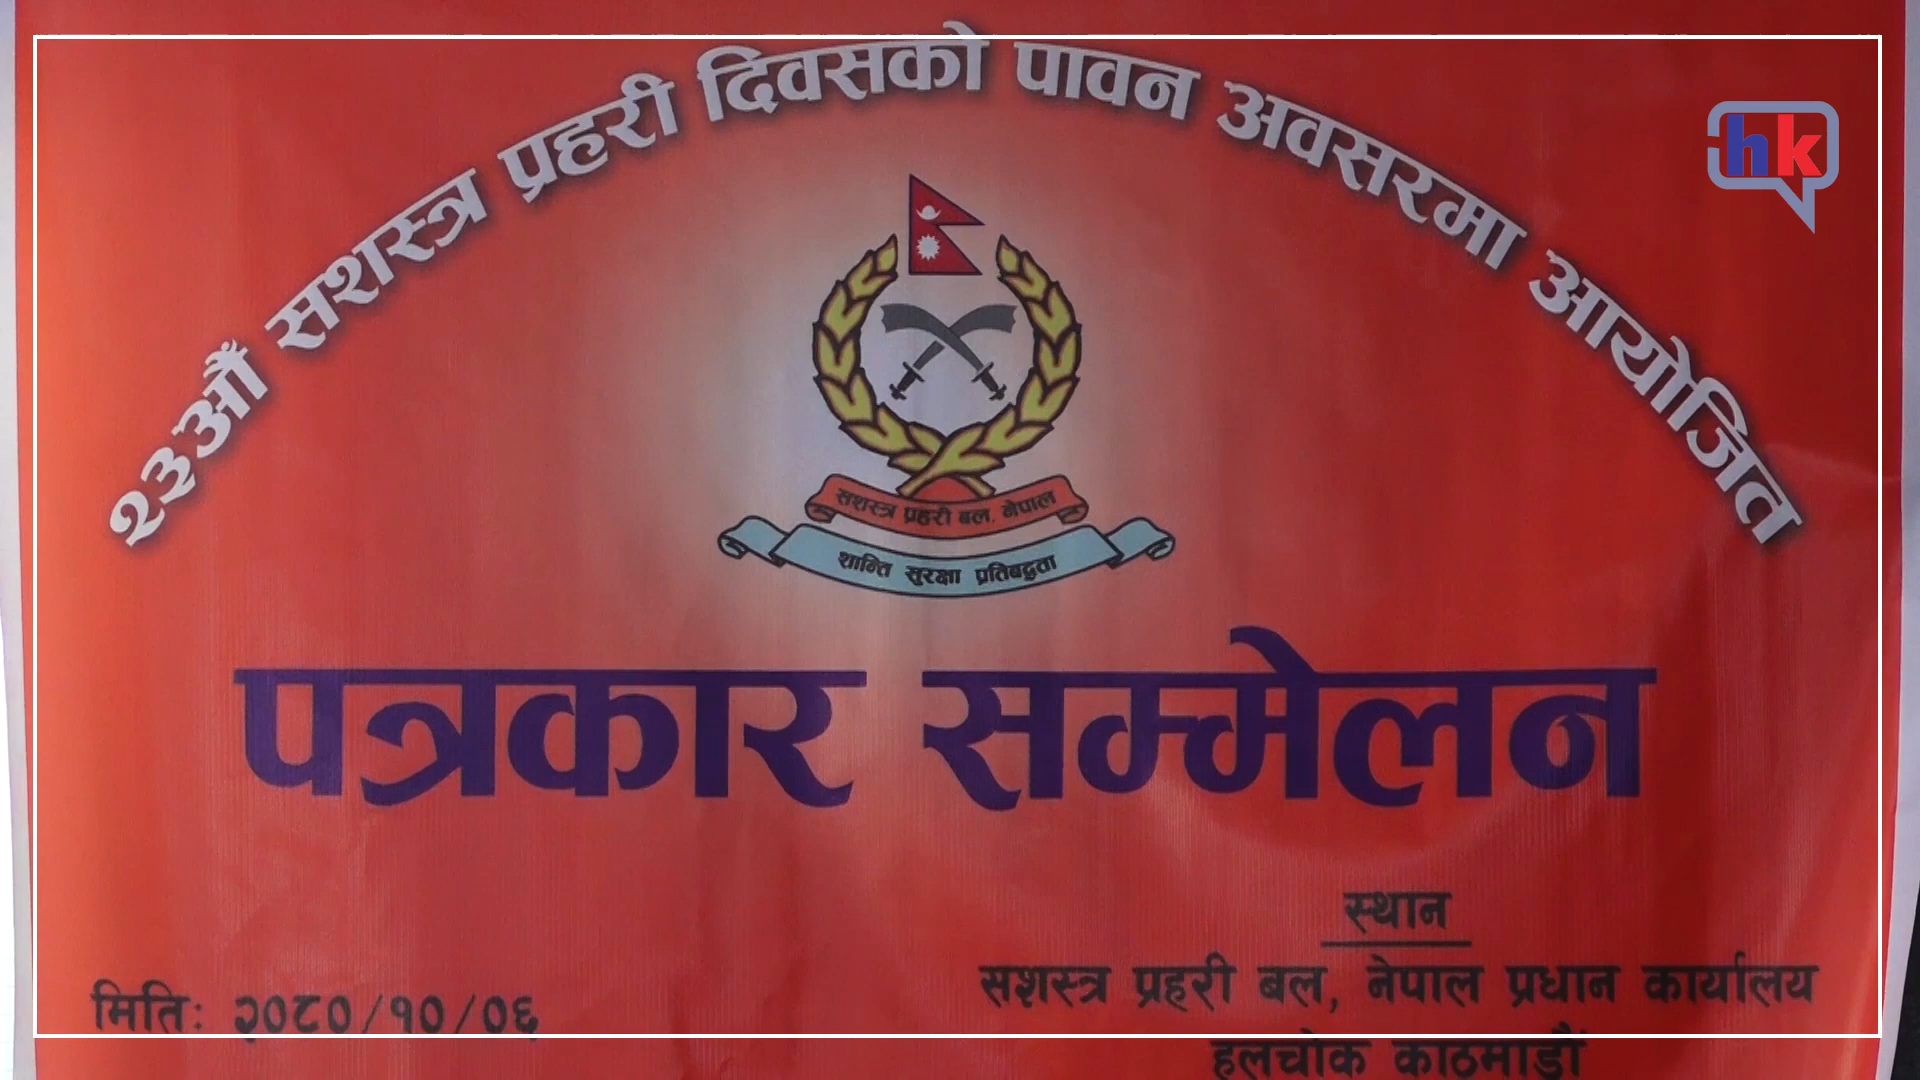 २३औं सशस्त्र प्रहरी दिवसको पावन अवसरमा आयोजित
hk
सशस्त्र प्रहरी बल, नेपाल
शान्ति सुरक्षा प्रतिबद्धता
पत्रकार सम्मेलन
स्थान
सशस्त्र प्रहरी बल, नेपाल प्रधान कार्यालय
मितिः २०८०/१०/०६
हलचोक काठमाडौं